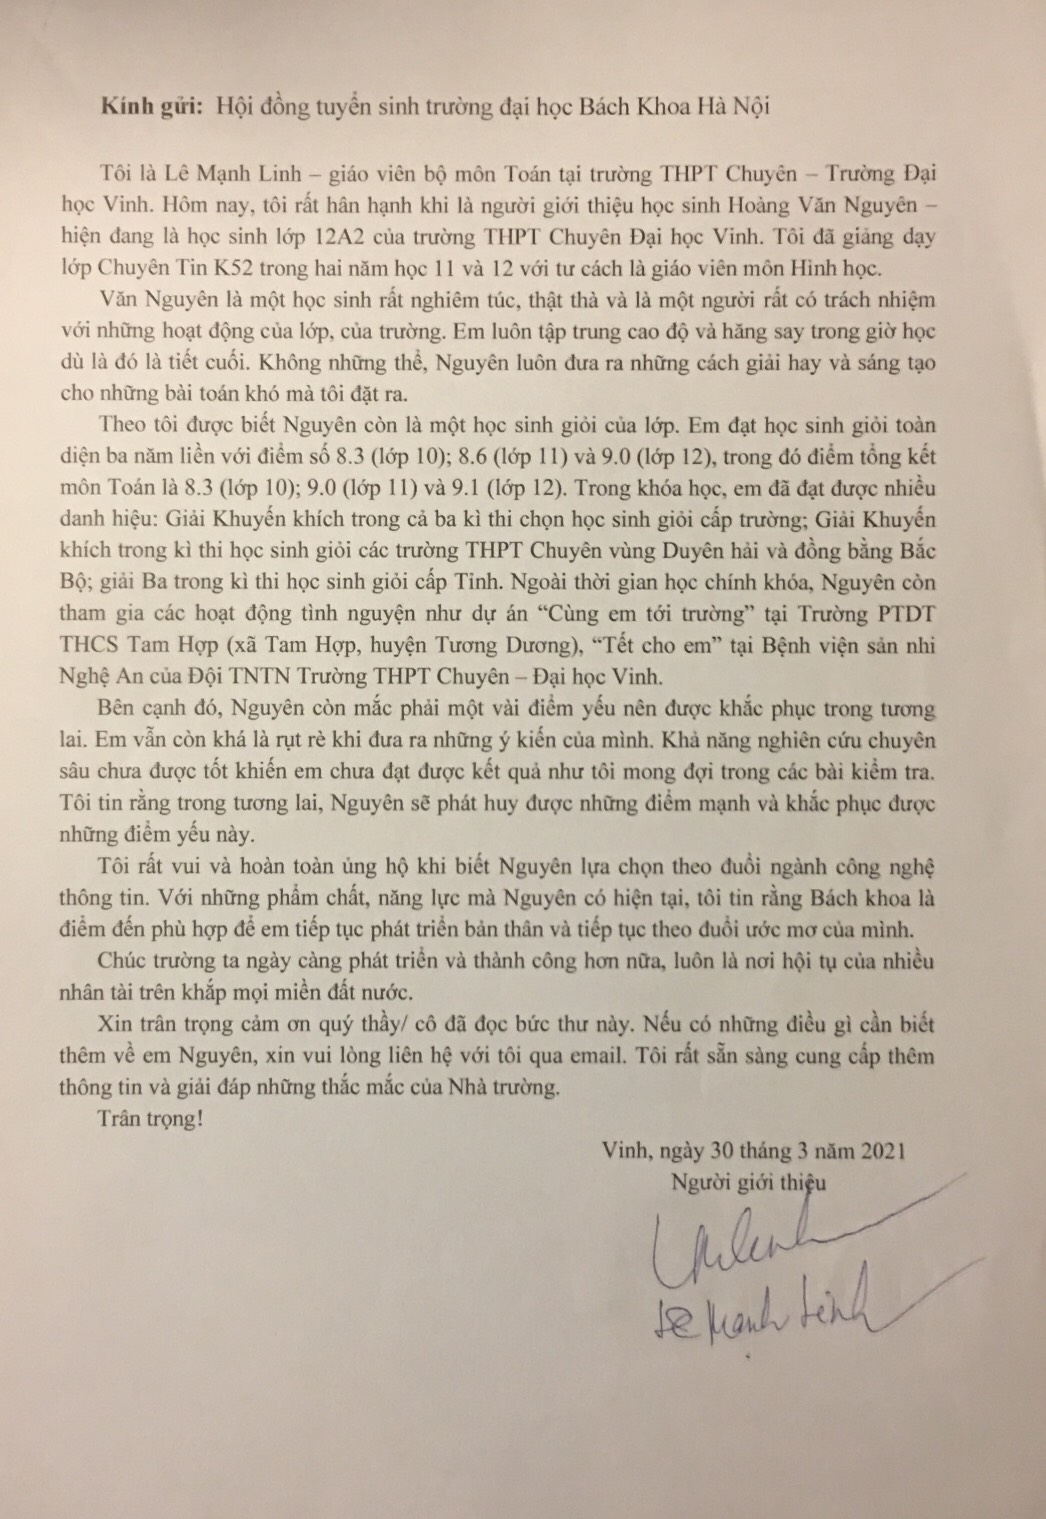 Kính gửi: Hội đồng tuyển sinh trường đại học Bách Khoa Hà Nội
Tôi là Lê Mạnh Linh – giáo viên bộ môn Toán tại trường THPT Chuyên – Trường Đại
học Vinh. Hôm nay, tôi rất hân hạnh khi là người giới thiệu học sinh Hoàng Văn Nguyên –
hiện đang là học sinh lớp 12A2 của trường THPT Chuyên Đại học Vinh. Tôi đã giảng dạy
lớp Chuyên Tin K52 trong hai năm học 11 và 12 với tư cách là giáo viên môn Hình học.
Văn Nguyên là một học sinh rất nghiêm túc, thật thà và là một người rất có trách nhiệm
với những hoạt động của lớp, của trường. Em luôn tập trung cao độ và hăng say trong giờ học
dù là đó là tiết cuối. Không những thế, Nguyên luôn đưa ra những cách giải hay và sáng tạo
cho những bài toán khó mà tôi đặt ra.
Theo tôi được biết Nguyên còn là một học sinh giỏi của lớp. Em đạt học sinh giỏi toàn
diện ba năm liền với điểm số 8.3 (lớp 10); 8.6 (lớp 11) và 9.0 (lớp 12), trong đó điểm tổng kết
môn Toán là 8.3 (lớp 10); 9.0 (lớp 11) và 9.1 (lớp 12). Trong khóa học, em đã đạt được nhiều
danh hiệu: Giải Khuyến khích trong cả ba kì thi chọn học sinh giỏi cấp trường; Giải Khuyến
khích trong kì thi học sinh giỏi các trường THPT Chuyên vùng Duyên hải và đồng bằng Bắc
Bộ; giải Ba trong kì thi học sinh giỏi cấp Tỉnh. Ngoài thời gian học chính khóa, Nguyên còn
tham gia các hoạt động tình nguyện như dự án “Cùng em tới trường” tại Trường PTDT
THCS Tam Hợp (xã Tam Hợp, huyện Tương Dương), “Tết cho em” tại Bệnh viện sản nhi
Nghệ An của Đội TNTN Trường THPT Chuyên – Đại học Vinh.
Bên cạnh đó, Nguyên còn mắc phải một vài điểm yếu nên được khắc phục trong tương
lai. Em vẫn còn khá là rụt rè khi đưa ra những ý kiến của mình. Khả năng nghiên cứu chuyên
sâu chưa được tốt khiến em chưa đạt được kết quả như tôi mong đợi trong các bài kiểm tra.
Tôi tin rằng trong tương lai, Nguyên sẽ phát huy được những điểm mạnh và khắc phục được
những điểm yếu này.
Tôi rất vui và hoàn toàn ủng hộ khi biết Nguyên lựa chọn theo đuổi ngành công nghệ
thông tin. Với những phẩm chất, năng lực mà Nguyên có hiện tại, tôi tin rằng Bách khoa là
điểm đến phù hợp để em tiếp tục phát triển bản thân và tiếp tục theo đuổi ước mơ của mình.
Chúc trường ta ngày càng phát triển và thành công hơn nữa, luôn là nơi hội tụ của nhiều
nhân tài trên khắp mọi miền đất nước.
Xin trân trọng cảm ơn quý thầy/ cô đã đọc bức thư này. Nếu có những điều gì cần biết
thêm về em Nguyên, xin vui lòng liên hệ với tôi qua email. Tôi rất sẵn sàng cung cấp thêm
thông tin và giải đáp những thắc mắc của Nhà trường.
Trân trọng!
Vinh, ngày 30 tháng 3 năm 2021
Người giới thiệu
Lê Mạnh Linh